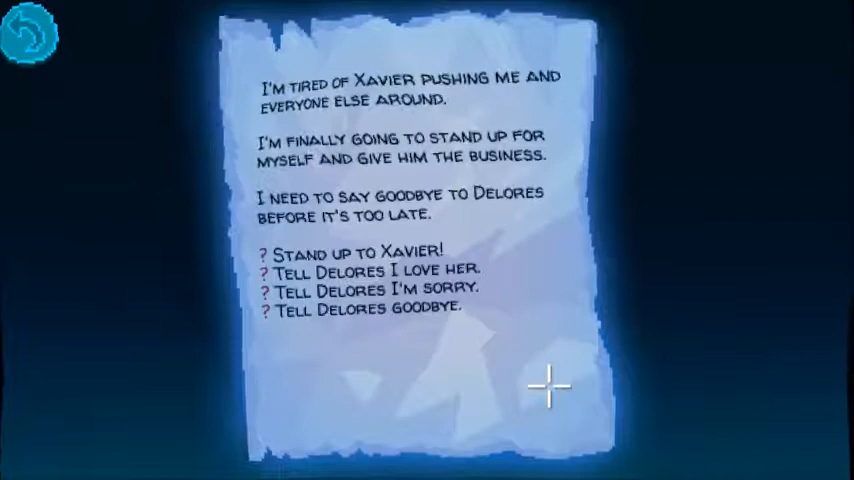 I'm tired of Xavier pushing me and
everyone else around.
I'm finally going to stand up for
myself and give him the business.
I need to say goodbye to Delores
before it's too late.
? Stand up to Xavier!
? Tell Delores I love her.
? Tell Delores I'm sorry.
? Tell Delores goodbye.